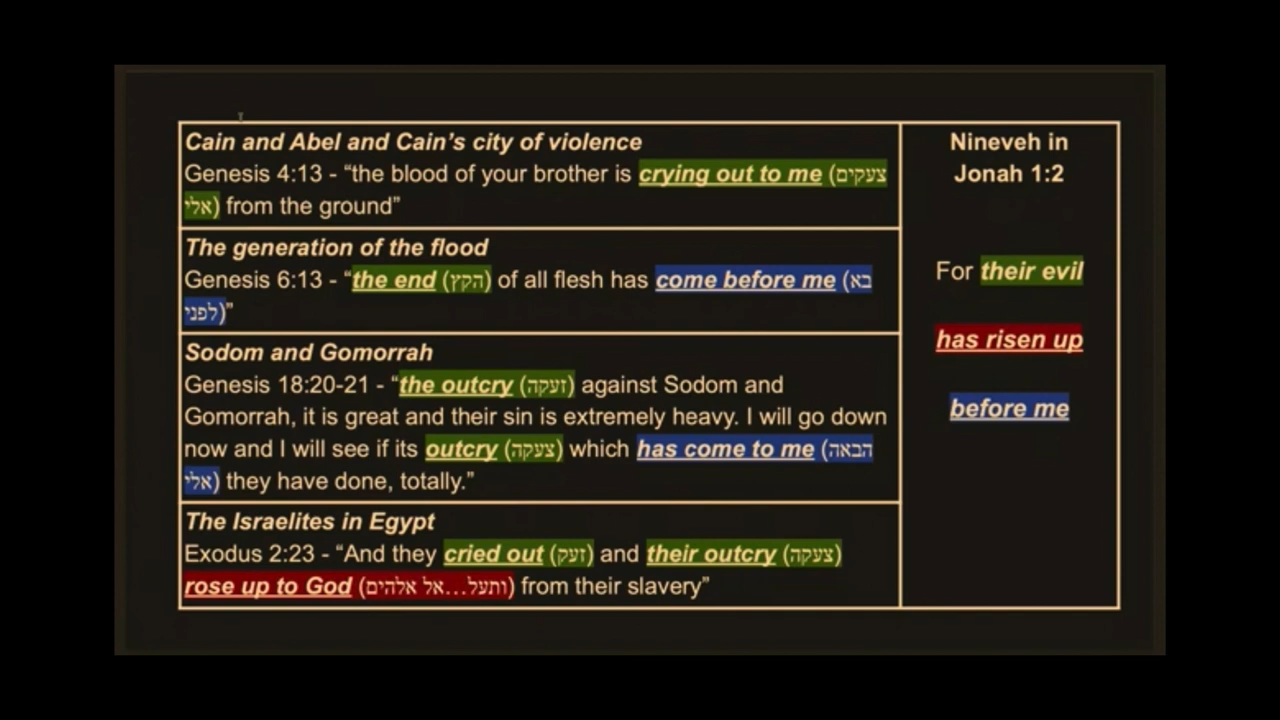 Cain and Abel and Cain's city of violence
Genesis 4:13 - “the blood of your brother is crying out to me (צעקים
אלי) from the ground”
The generation of the flood
Genesis 6:13 - “the end (הקץ) of all flesh has come before me (בא
לפני)”
Sodom and Gomorrah
Genesis 18:20-21 - “the outcry (זעקה) against Sodom and
Gomorrah, it is great and their sin is extremely heavy. I will go down
now and I will see if its outcry (צעקה) which has come to me (הבאה
אלי) they have done, totally.”
The Israelites in Egypt
Exodus 2:23 - “And they cried out (זעק) and their outcry (צעקה)
rose up to God (ותעל...אל אלהים) from their slavery”
Nineveh in
Jonah 1:2
For their evil
has risen up
before me